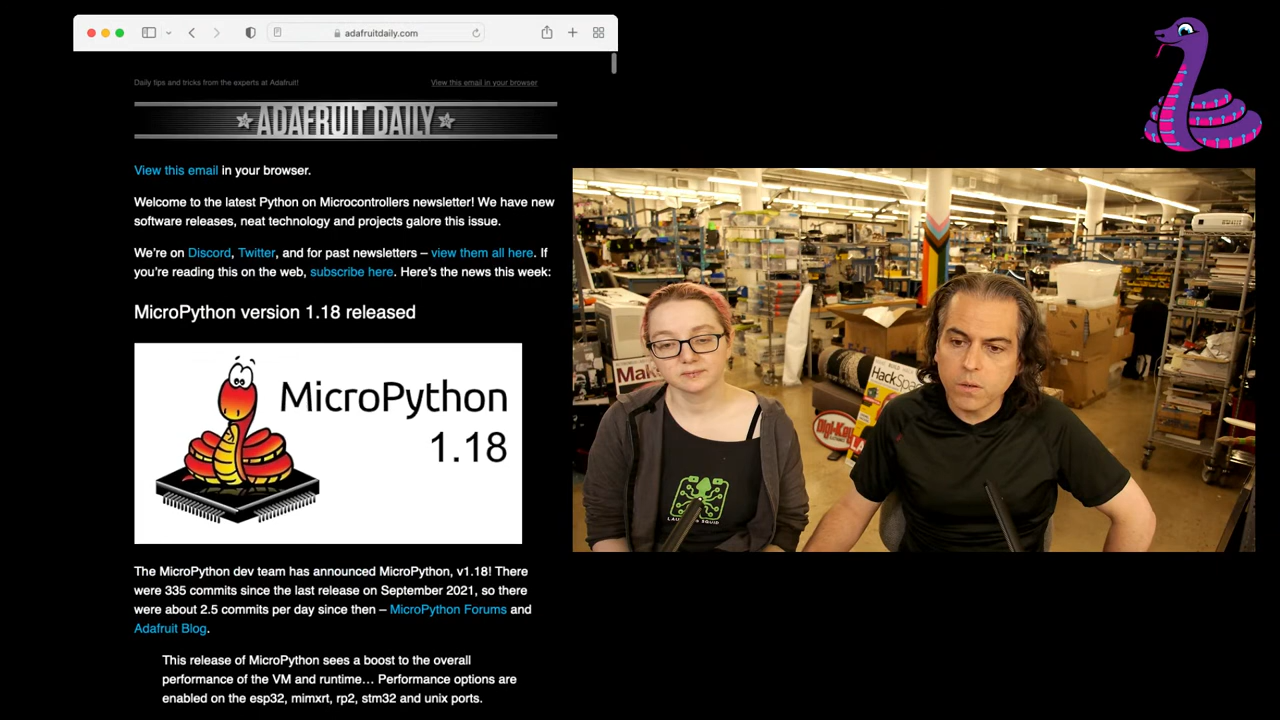 adafruitdaily.com
Daily tips and tricks from the experts at Adafruit!
View this email in your browser
ADAFRUIT DAILY
View this email in your browser.
Welcome to the latest Python on Microcontrollers newsletter! We have new
software releases, neat technology and projects galore this issue.
We're on Discord, Twitter, and for past newsletters – view them all here. If
you're reading this on the web, subscribe here. Here's the news this week:
MicroPython version 1.18 released
MicroPython
1.18
The MicroPython dev team has announced MicroPython, v1.18! There
were 335 commits since the last release on September 2021, so there
were about 2.5 commits per day since then – MicroPython Forums and
Adafruit Blog.
This release of MicroPython sees a boost to the overall
performance of the VM and runtime… Performance options are
enabled on the esp32, mimxrt, rp2, stm32 and unix ports.
Make:
HackSpac
Digi-Key